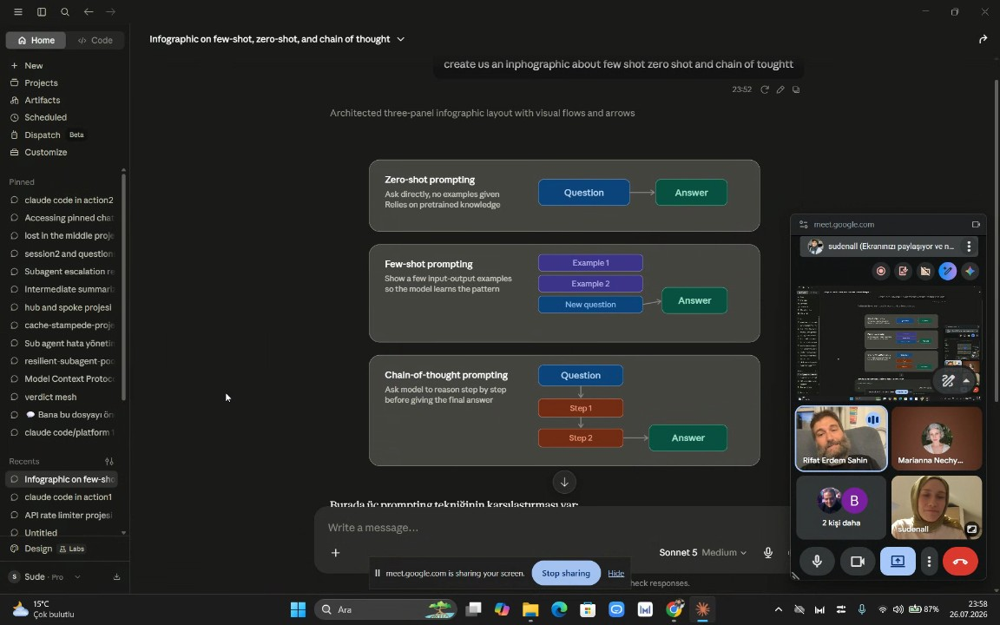 Home
Code
New
Projects
Artifacts
Scheduled
Dispatch Beta
Customize
Pinned
claude code in action2
Accessing pinned chat
lost in the middle proje
session2 and question
Subagent escalation re
Intermediate summari
hub and spoke projesi
cache-stampede-proje
Sub agent hata yöneti
resilient-subagent-poo
Model Context Protoc
verdict mesh
Bana bu dosyayı ön
claude code/platform 1
Recents
Infographic on few-sho
claude code in action1
API rate limiter projesi
Untitled
Design Labs
S Sude · Pro
Infographic on few-shot, zero-shot, and chain of thought
create us an inphographic about few shot zero shot and chain of toughtt
23:52
Architected three-panel infographic layout with visual flows and arrows
Zero-shot prompting
Ask directly, no examples given
Relies on pretrained knowledge
Question
Answer
Few-shot prompting
Show a few input-output examples
so the model learns the pattern
Example 1
Example 2
New question
Answer
Chain-of-thought prompting
Ask model to reason step by step
before giving the final answer
Question
Step 1
Step 2
Answer
Burada üç prompting tekniğinin karşılaştırması var:
Write a message...
Sonnet 5 Medium
meet.google.com is sharing your screen.
Stop sharing
Hide
check responses.
meet.google.com
sudenall (Ekranınızı paylaşıyor ve n...
Rifat Erdem Sahin
Marianna Nechy...
B
2 kişi daha
sudenall
15°C
Çok bulutlu
Ara
87%
23:58
26.07.2026